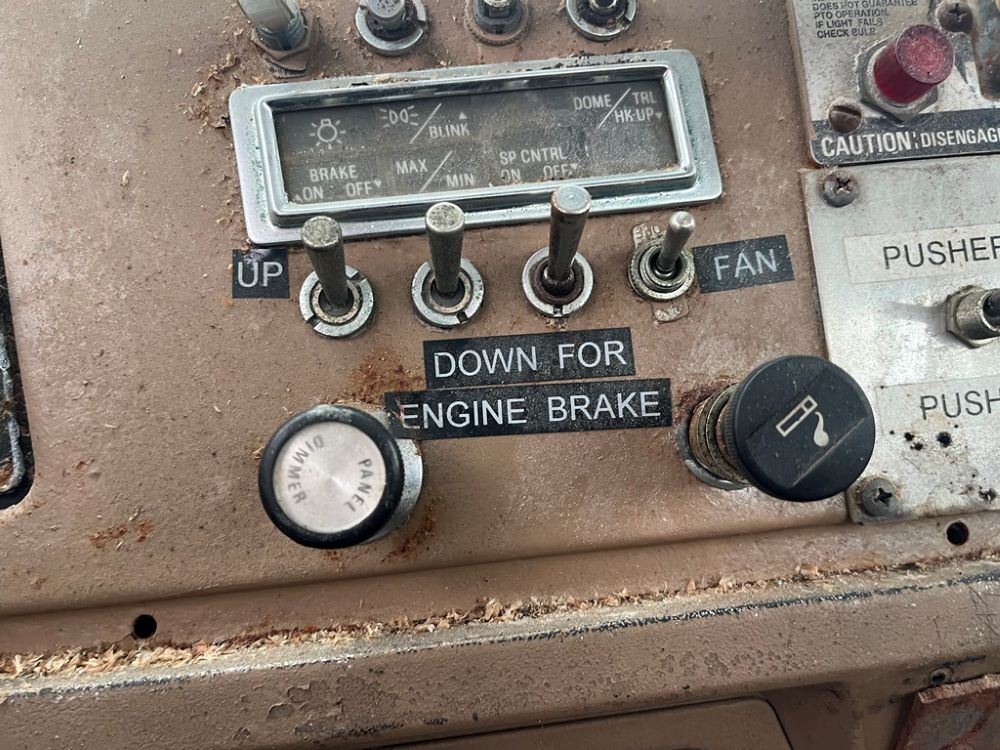 DOES NOT GUARANTEE
PTO OPERATION.
IF LIGHT FAILS
CHECK BULB.
CAUTION: DISENGAG
BLINK
DOME / TRL
HK-UP
BRAKE
ON OFF
MAX / MIN
SP CNTRL
ON OFF
UP
FAN
DOWN FOR
ENGINE BRAKE
PANEL
DIMMER
PUSHER
PUSH